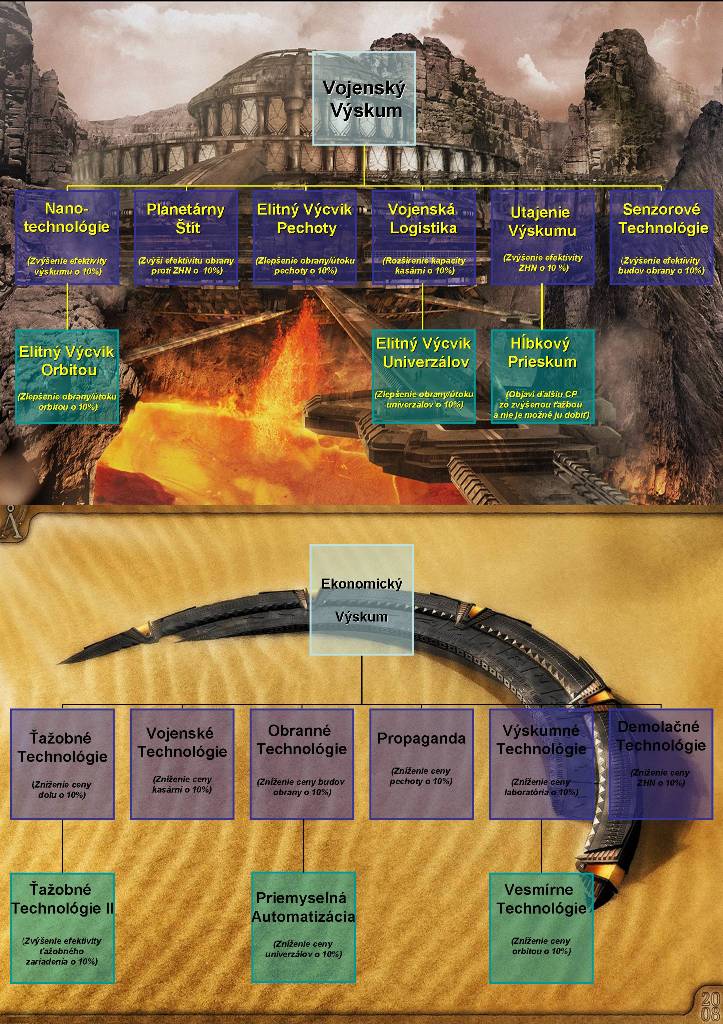 Vojenský
Výskum
Nano-
technológie
(Zvýšenie efektivity
výskumu o 10%)
Planetárny
Štít
(Zvýši efektivitu obrany
proti ZHN o 10%)
Elitný Výcvik
Pechoty
(Zlepšenie obrany/útoku
pechoty o 10%)
Vojenská
Logistika
(Rozšírenie kapacity
kasární o 10%)
Utajenie
Výskumu
(Zvýšenie efektivity
ZHN o 10 %)
Senzorové
Technológie
(Zvýšenie efektivity
budov obrany o 10%)
Elitný Výcvik
Orbitou
(Zlepšenie obrany/útoku
orbitou o 10%)
Elitný Výcvik
Univerzálov
(Zlepšenie obrany/útoku
univerzálov o 10%)
Hĺbkový
Prieskum
(Objaví ďalšiu CP
zo zvýšenou ťažbou
a nie je možné ju dobiť)
Ekonomický
Výskum
Ťažobné
Technológie
(Zníženie ceny
dolu o 10%)
Vojenské
Technológie
(Zníženie ceny
kasární o 10%)
Obranné
Technológie
(Zníženie ceny budov
obrany o 10%)
Propaganda
(Zníženie ceny
pechoty o 10%)
Výskumné
Technológie
(Zníženie ceny
laboratória o 10%)
Demolačné
Technológie
(Zníženie ceny
ZHN o 10%)
Ťažobné
Technológie II
(Zvýšenie efektivity
ťažobného
zariadenia o 10%)
Priemyselná
Automatizácia
(Zníženie ceny
univerzálov o 10%)
Vesmírne
Technológie
(Zníženie ceny
orbitou o 10%)
20
08